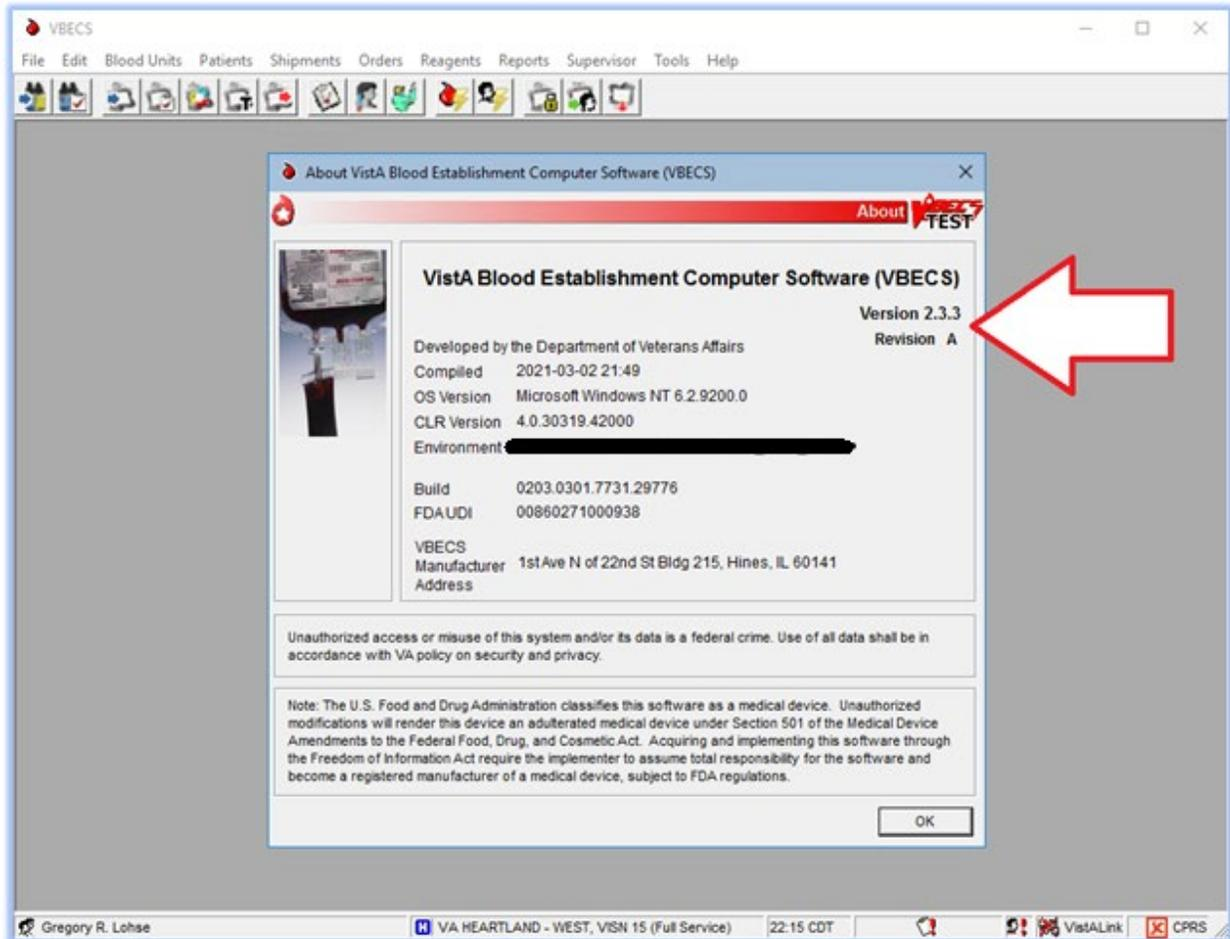 VBECS
File Edit Blood Units Patients Shipments Orders Reagents Reports Supervisor Tools Help
About VistA Blood Establishment Computer Software (VBECS)
About VBECS
TEST
VistA Blood Establishment Computer Software (VBECS)
Version 2.3.3
Revision A
Developed by the Department of Veterans Affairs
Compiled 2021-03-02 21:49
OS Version Microsoft Windows NT 6.2.9200.0
CLR Version 4.0.30319.42000
Environment
Build 0203.0301.7731.29776
FDA UDI 00860271000938
VBECS
Manufacturer 1st Ave N of 22nd St Bldg 215, Hines, IL 60141
Address
Unauthorized access or misuse of this system and/or its data is a federal crime. Use of all data shall be in
accordance with VA policy on security and privacy.
Note: The U.S. Food and Drug Administration classifies this software as a medical device. Unauthorized
modifications will render this device an adulterated medical device under Section 501 of the Medical Device
Amendments to the Federal Food, Drug, and Cosmetic Act. Acquiring and implementing this software through
the Freedom of Information Act require the implementer to assume total responsibility for the software and
become a registered manufacturer of a medical device, subject to FDA regulations.
OK
Gregory R. Lohse H VA HEARTLAND - WEST, VISN 15 (Full Service) 22:15 CDT VistALink CPRS